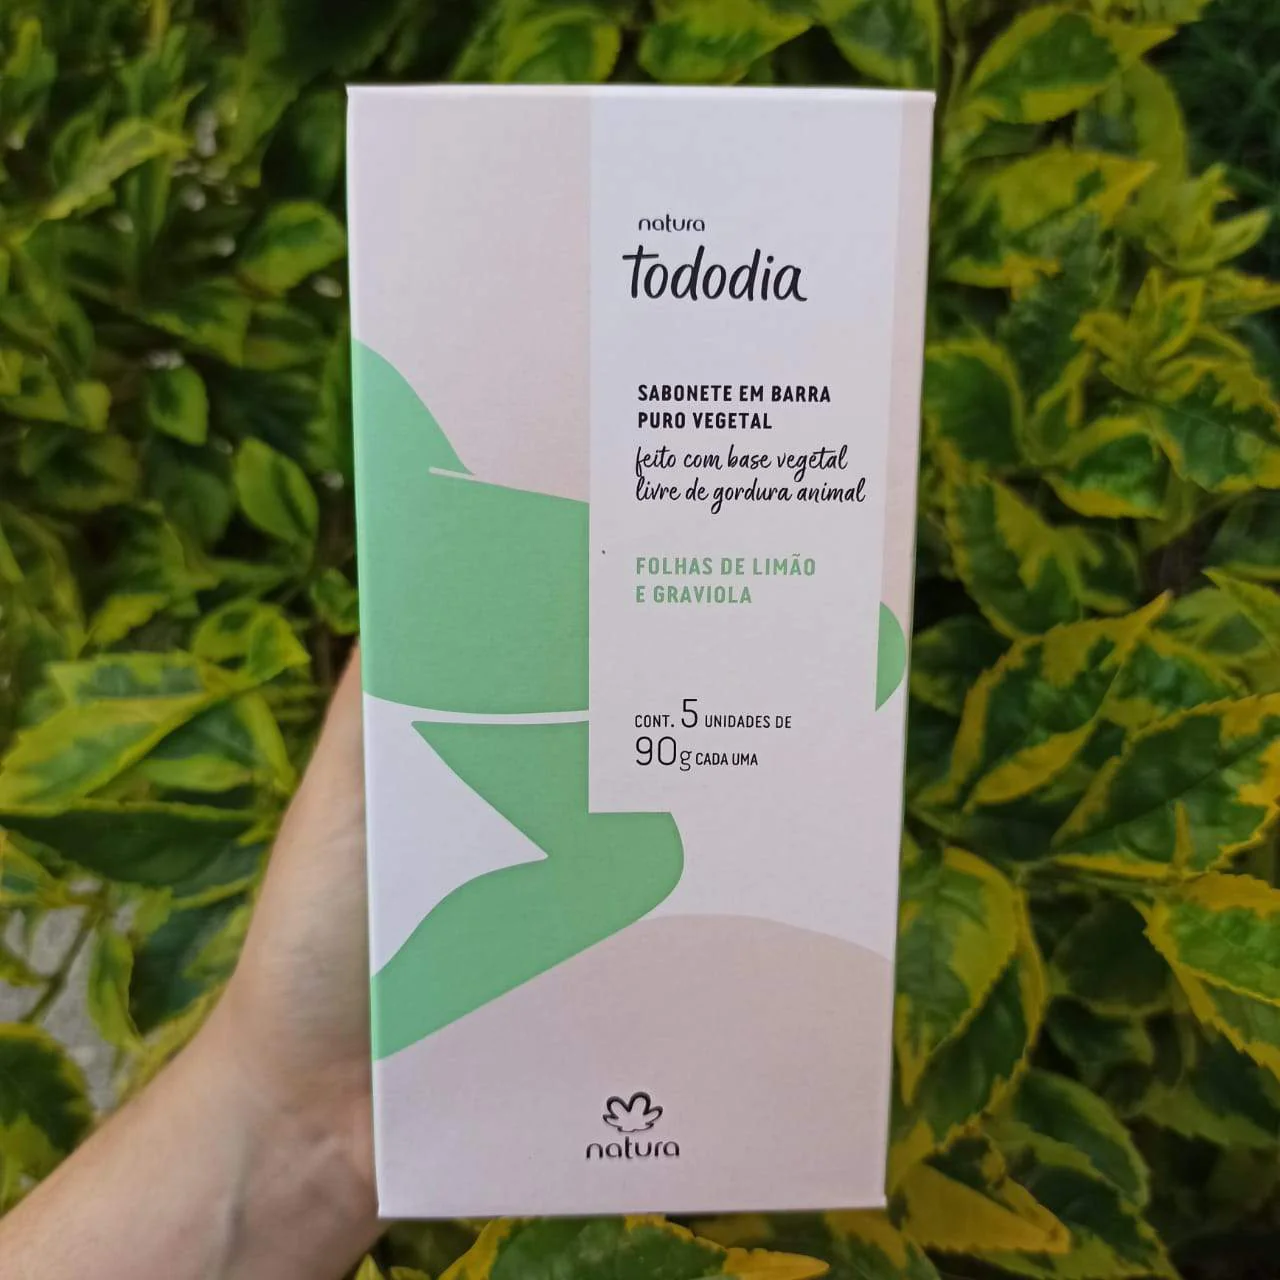 natura
tododia
SABONETE EM BARRA
PURO VEGETAL
feito com base vegetal
livre de gordura animal
FOLHAS DE LIMÃO
E GRAVIOLA
CONT. 5 UNIDADES DE
90g CADA UMA
natura